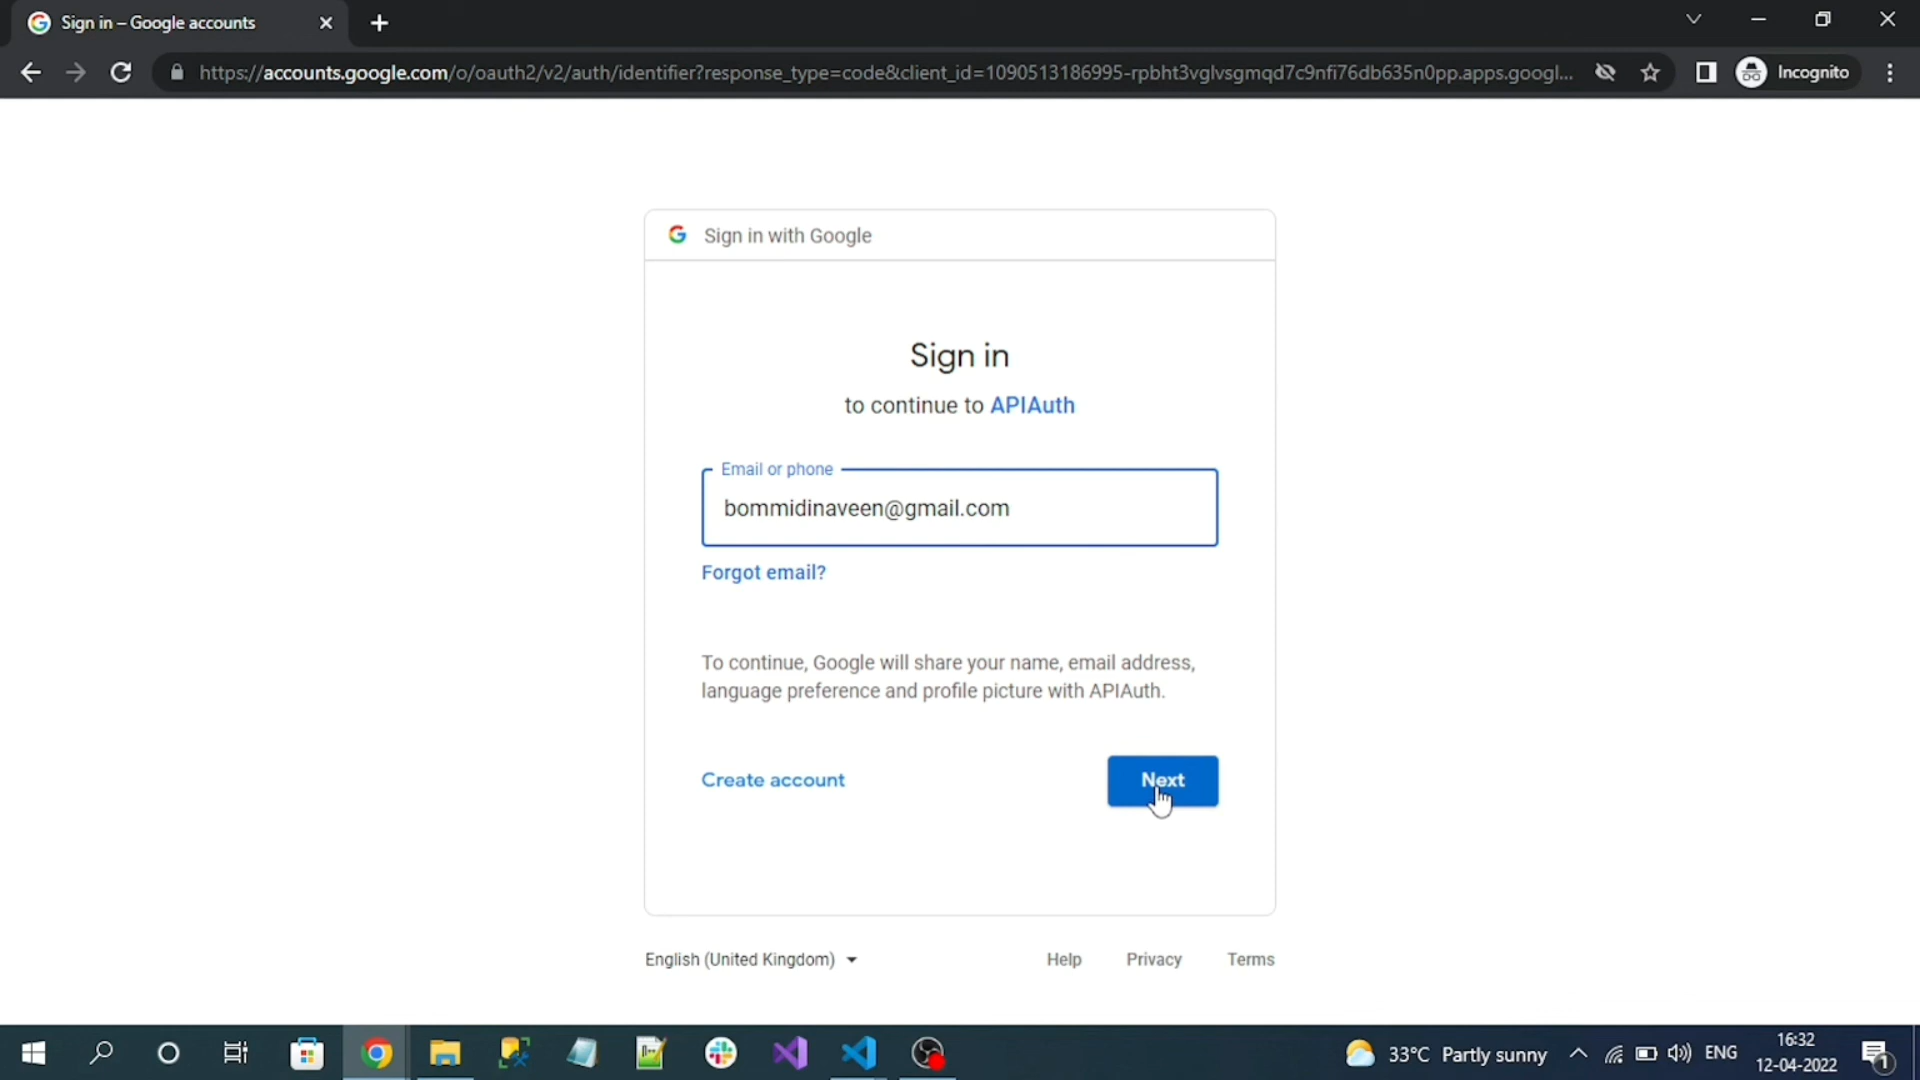 Sign in – Google accounts
https://accounts.google.com/o/oauth2/v2/auth/identifier?response_type=code&client_id=1090513186995-rpbht3vglvsgmqd7c9nfi76db635n0pp.apps.googl...
Incognito
Sign in with Google
Sign in
to continue to APIAuth
Email or phone
bommidinaveen@gmail.com
Forgot email?
To continue, Google will share your name, email address,
language preference and profile picture with APIAuth.
Create account
Next
English (United Kingdom)
Help
Privacy
Terms
33°C Partly sunny
ENG
16:32
12-04-2022
1